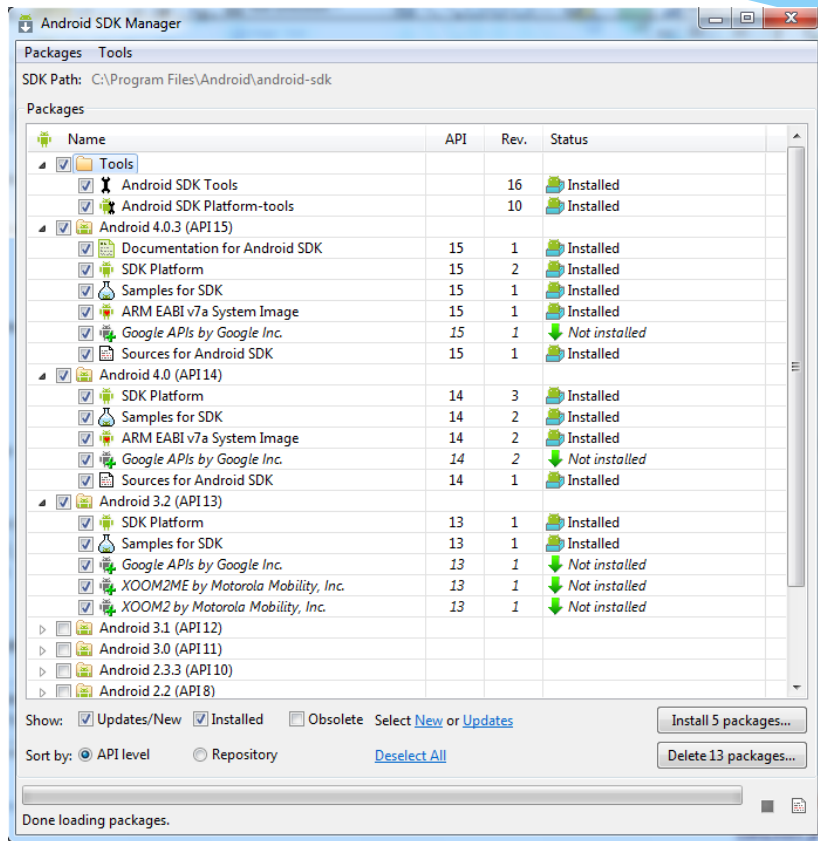 Android SDK Manager
Packages Tools
SDK Path: C:\Program Files\Android\android-sdk
Packages
Name API Rev. Status
Tools
Android SDK Tools 16 Installed
Android SDK Platform-tools 10 Installed
Android 4.0.3 (API 15)
Documentation for Android SDK 15 1 Installed
SDK Platform 15 2 Installed
Samples for SDK 15 1 Installed
ARM EABI v7a System Image 15 1 Installed
Google APIs by Google Inc. 15 1 Not installed
Sources for Android SDK 15 1 Installed
Android 4.0 (API 14)
SDK Platform 14 3 Installed
Samples for SDK 14 2 Installed
ARM EABI v7a System Image 14 2 Installed
Google APIs by Google Inc. 14 2 Not installed
Sources for Android SDK 14 1 Installed
Android 3.2 (API 13)
SDK Platform 13 1 Installed
Samples for SDK 13 1 Installed
Google APIs by Google Inc. 13 1 Not installed
XOOM2ME by Motorola Mobility, Inc. 13 1 Not installed
XOOM2 by Motorola Mobility, Inc. 13 1 Not installed
Android 3.1 (API 12)
Android 3.0 (API 11)
Android 2.3.3 (API 10)
Android 2.2 (API 8)
Show: Updates/New Installed Obsolete Select New or Updates Install 5 packages...
Sort by: API level Repository Deselect All Delete 13 packages...
Done loading packages.